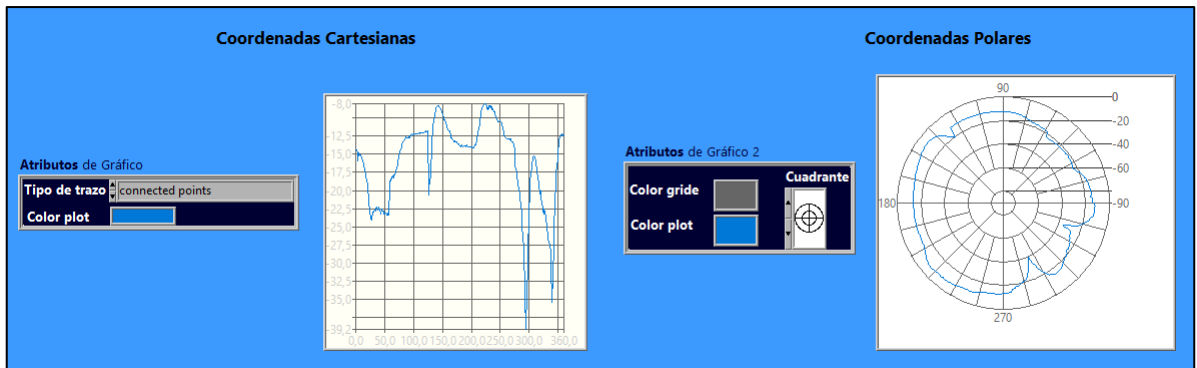 Coordenadas Cartesianas
Atributos de Gráfico
Tipo de trazo connected points
Color plot
-8,0
-12,5
-15,0
-17,5
-20,0
-22,5
-25,0
-27,5
-30,0
-32,5
-35,0
-39,2
0,0 50,0 100,0 150,0 200,0 250,0 300,0 360,0
Coordenadas Polares
Atributos de Gráfico 2
Color gride
Color plot
Cuadrante
90
180
270
0
-20
-40
-60
-90